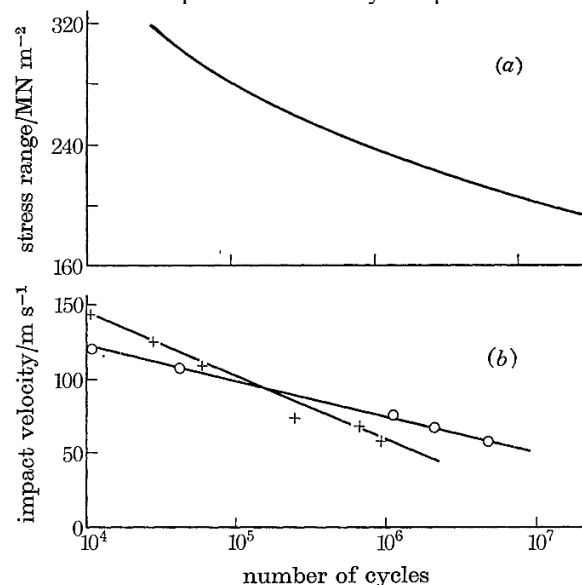 320
240
160
stress range/MN m⁻²
(a)
150
100
50
0
impact velocity/m s⁻¹
(b)
10⁴ 10⁵ 10⁶ 10⁷
number of cycles